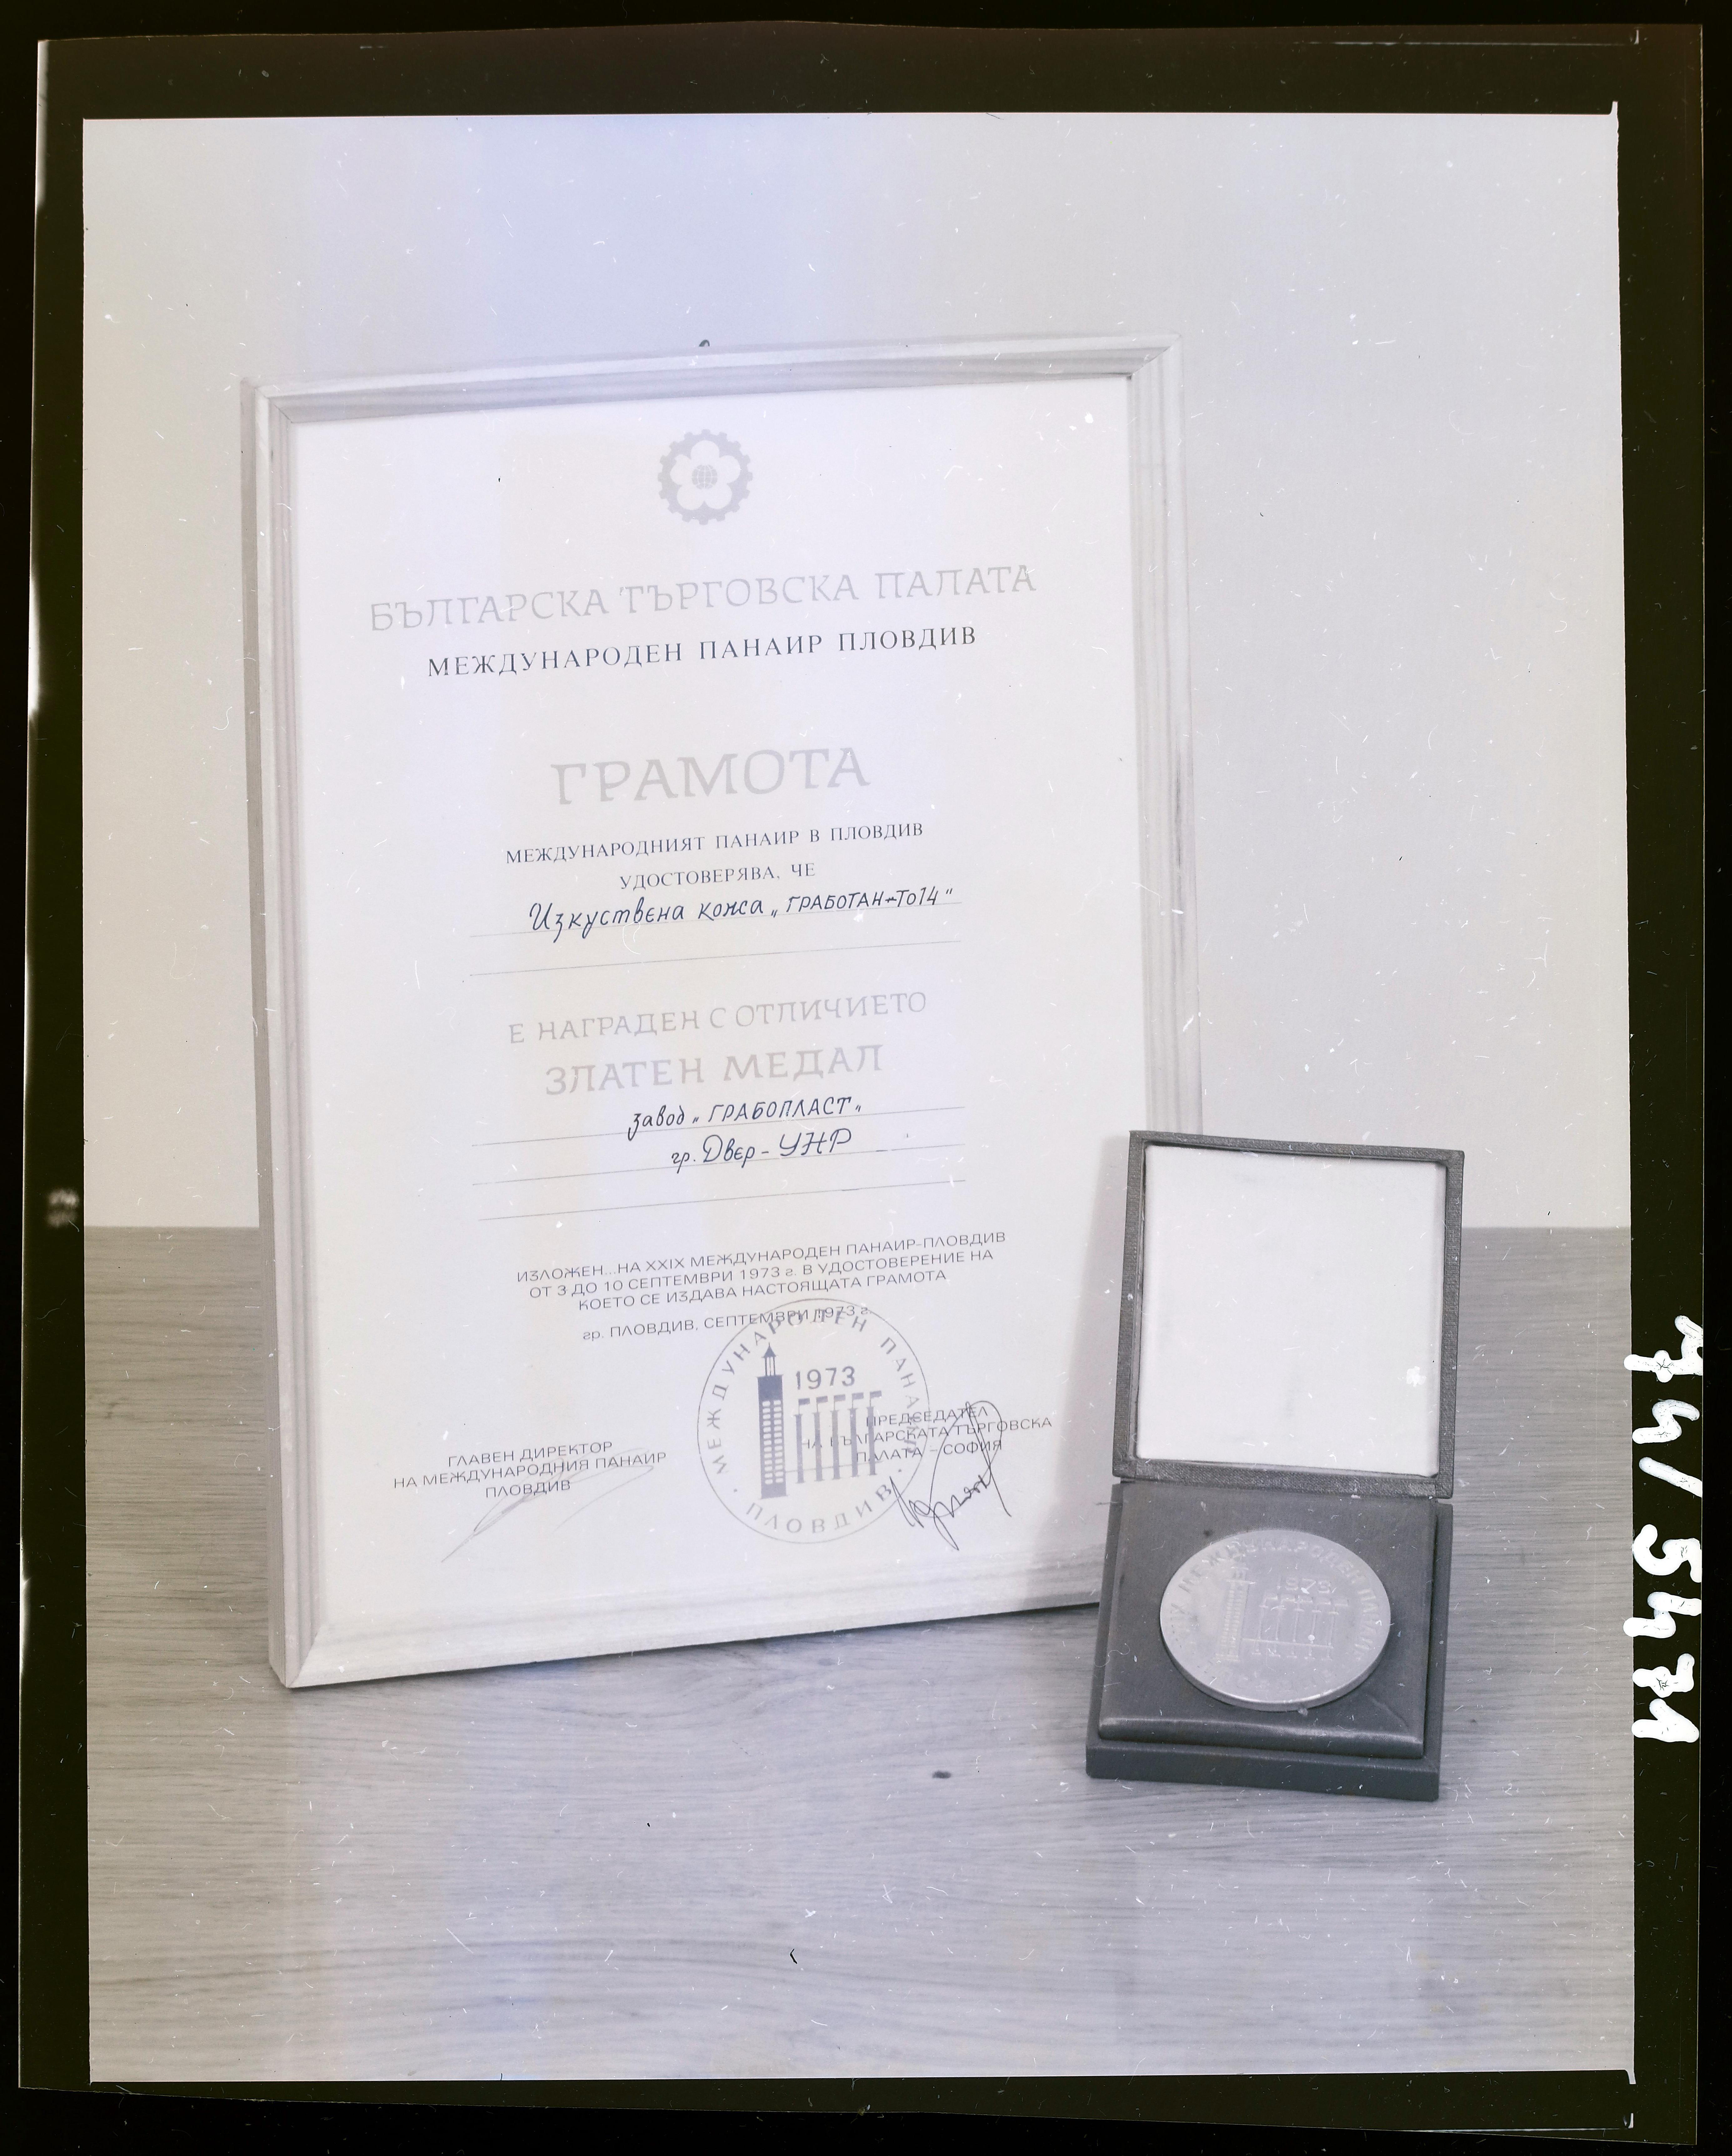 БЪЛГАРСКА ТЪРГОВСКА ПАЛАТА
МЕЖДУНАРОДЕН ПАНАИР ПЛОВДИВ
ГРАМОТА
МЕЖДУНАРОДНИЯТ ПАНАИР В ПЛОВДИВ
УДОСТОВЕРЯВА, ЧЕ
Изкуствена кожа „ГРАБОТАН-То14"
Е НАГРАДЕН С ОТЛИЧИЕТО
ЗЛАТЕН МЕДАЛ
завод „ГРАБОПЛАСТ„
гр. Двер - УНР
ИЗЛОЖЕН...НА XXIX МЕЖДУНАРОДЕН ПАНАИР-ПЛОВДИВ
ОТ 3 ДО 10 СЕПТЕМВРИ 1973 г. В УДОСТОВЕРЕНИЕ НА
КОЕТО СЕ ИЗДАВА НАСТОЯЩАТА ГРАМОТА
гр. ПЛОВДИВ, СЕПТЕМВРИ 1973 г.
МЕЖДУНАРОДЕН ПАНАИР · ПЛОВДИВ ·
1973
ГЛАВЕН ДИРЕКТОР
НА МЕЖДУНАРОДНИЯ ПАНАИР
ПЛОВДИВ
ПРЕДСЕДАТЕЛ
НА БЪЛГАРСКАТА ТЪРГОВСКА
ПАЛАТА – СОФИЯ
МЕЖДУНАРОДЕН
1973